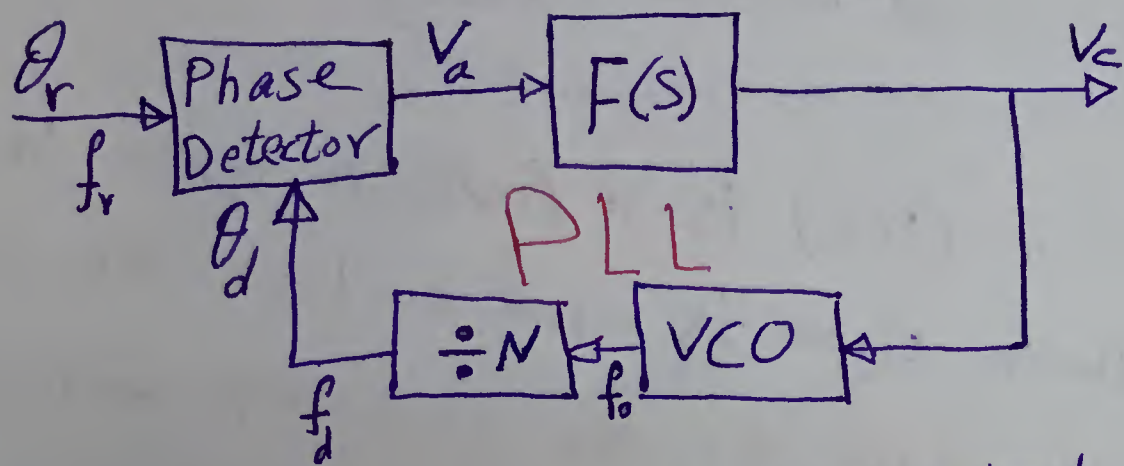 θr
fr
Phase
Detector
Va
F(S)
Vc
θd
PLL
÷N
fo
VCO
fd